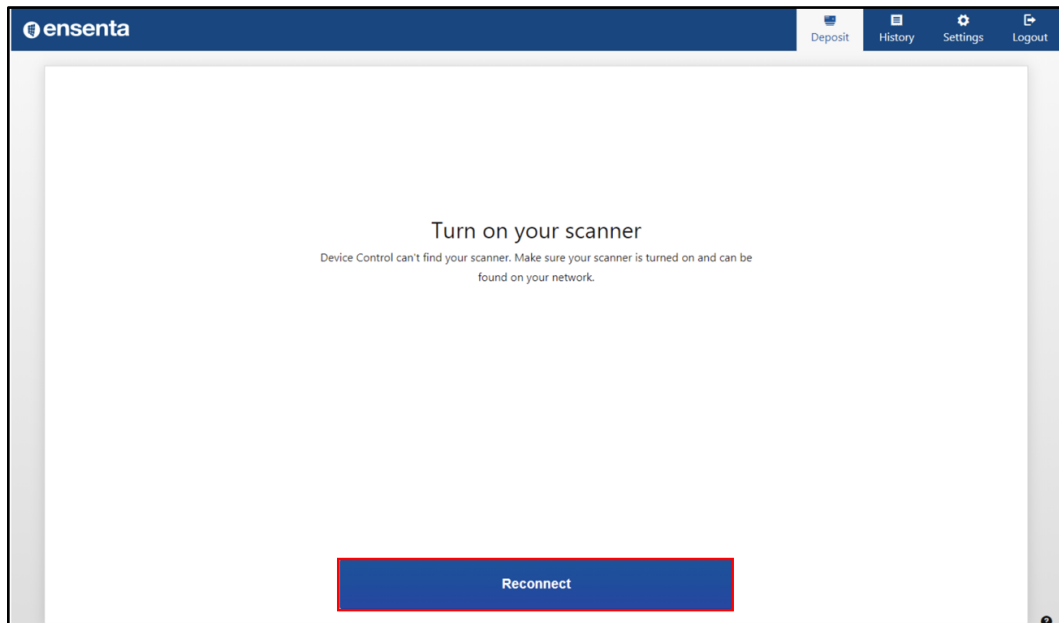 ensenta
Deposit
History
Settings
Logout
Turn on your scanner
Device Control can't find your scanner. Make sure your scanner is turned on and can be
found on your network.
Reconnect
?